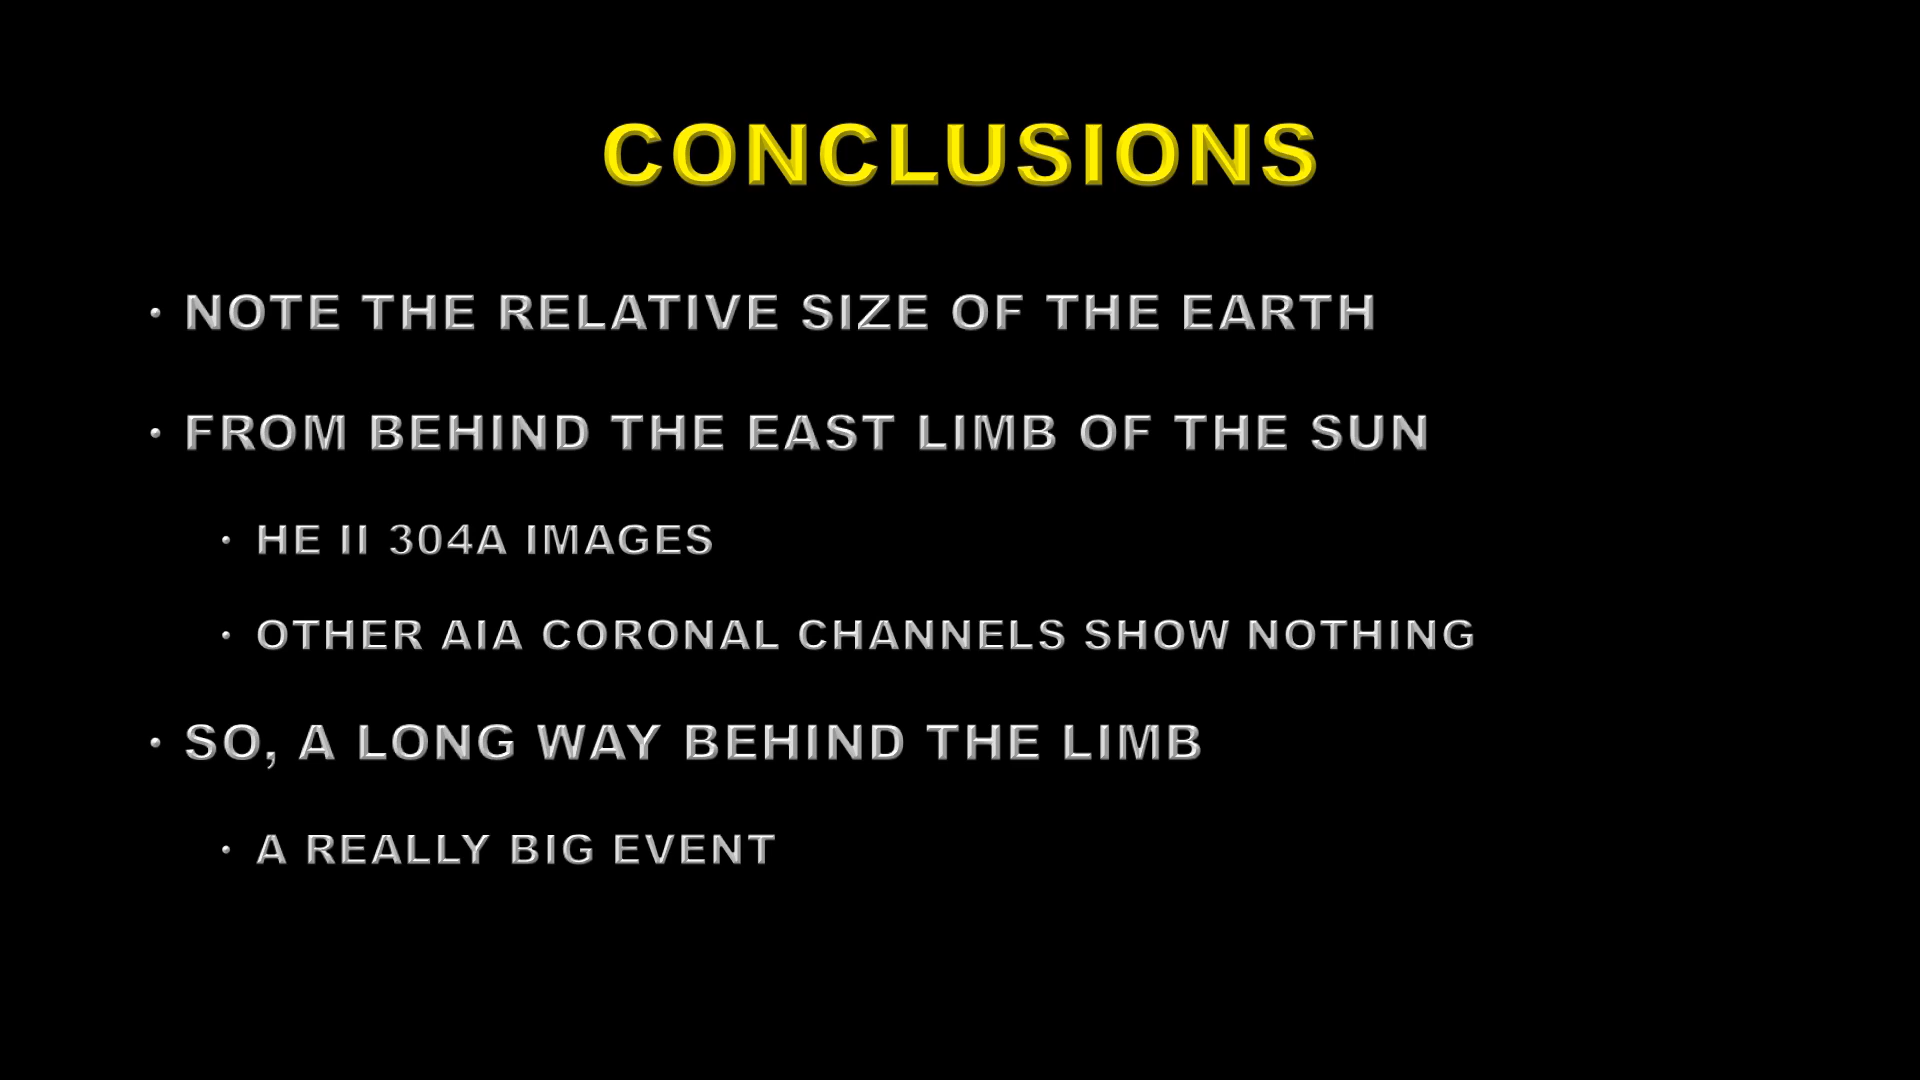 CONCLUSIONS
• NOTE THE RELATIVE SIZE OF THE EARTH
• FROM BEHIND THE EAST LIMB OF THE SUN
• HE II 304A IMAGES
• OTHER AIA CORONAL CHANNELS SHOW NOTHING
• SO, A LONG WAY BEHIND THE LIMB
• A REALLY BIG EVENT